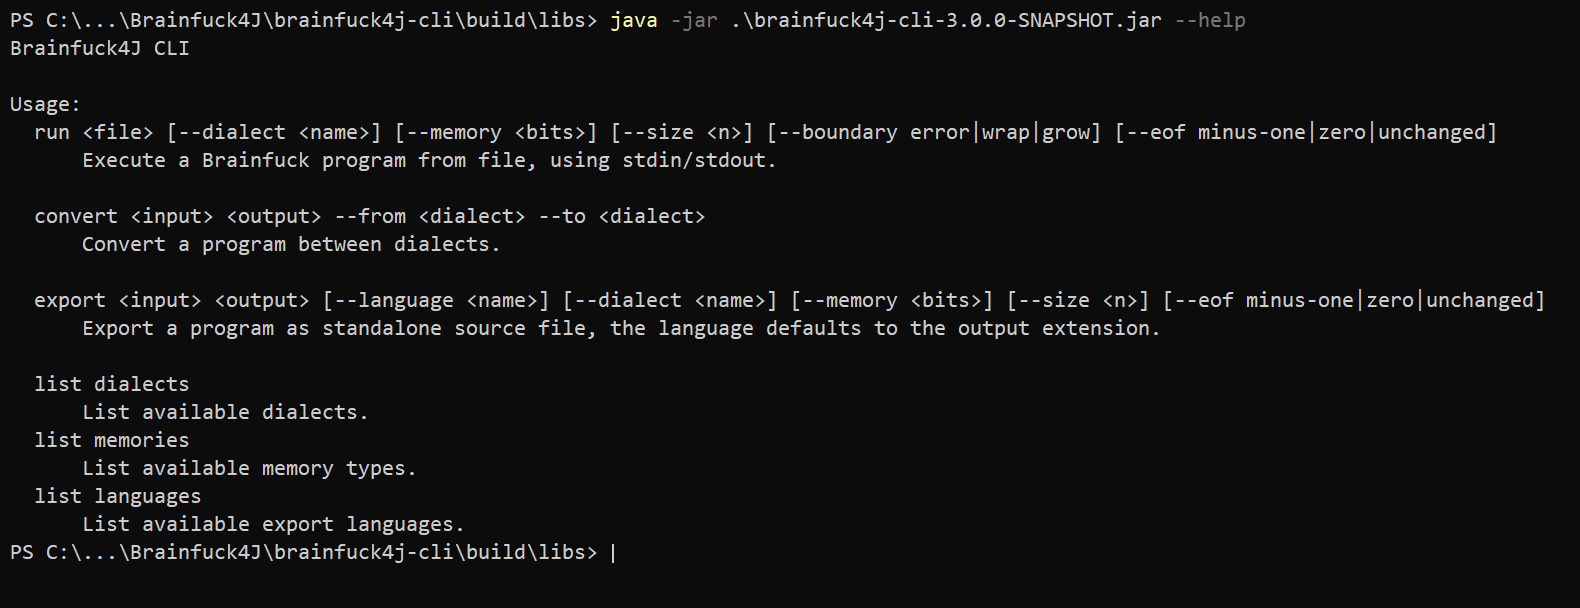 PS C:\...\Brainfuck4J\brainfuck4j-cli\build\libs> java -jar .\brainfuck4j-cli-3.0.0-SNAPSHOT.jar --help
Brainfuck4J CLI

Usage:
  run <file> [--dialect <name>] [--memory <bits>] [--size <n>] [--boundary error|wrap|grow] [--eof minus-one|zero|unchanged]
      Execute a Brainfuck program from file, using stdin/stdout.

  convert <input> <output> --from <dialect> --to <dialect>
      Convert a program between dialects.

  export <input> <output> [--language <name>] [--dialect <name>] [--memory <bits>] [--size <n>] [--eof minus-one|zero|unchanged]
      Export a program as standalone source file, the language defaults to the output extension.

  list dialects
      List available dialects.
  list memories
      List available memory types.
  list languages
      List available export languages.
PS C:\...\Brainfuck4J\brainfuck4j-cli\build\libs>